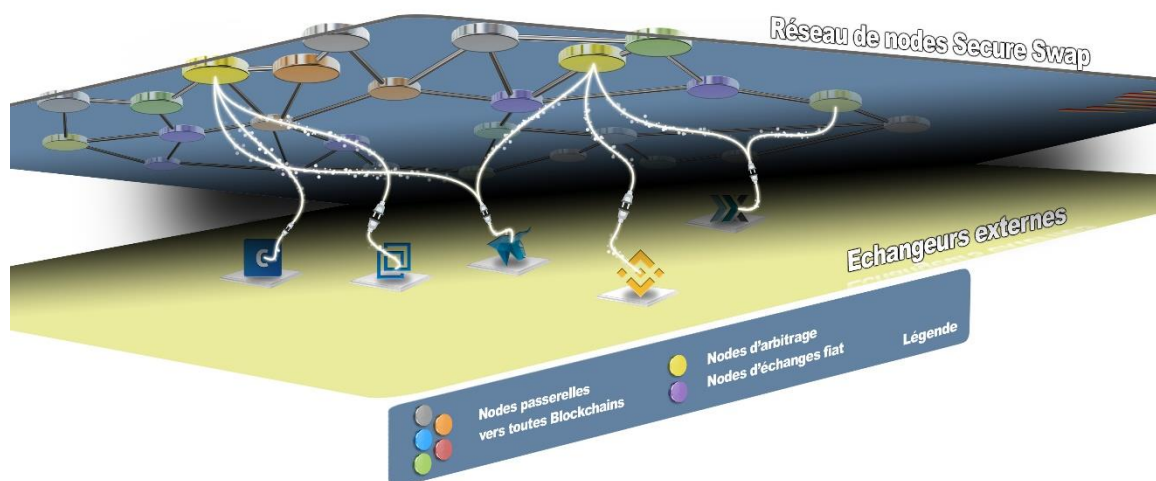 Réseau de nodes Secure Swap
Echangeurs externes
Nodes passerelles
vers toutes Blockchains
Nodes d'arbitrage
Nodes d'échanges fiat
Légende